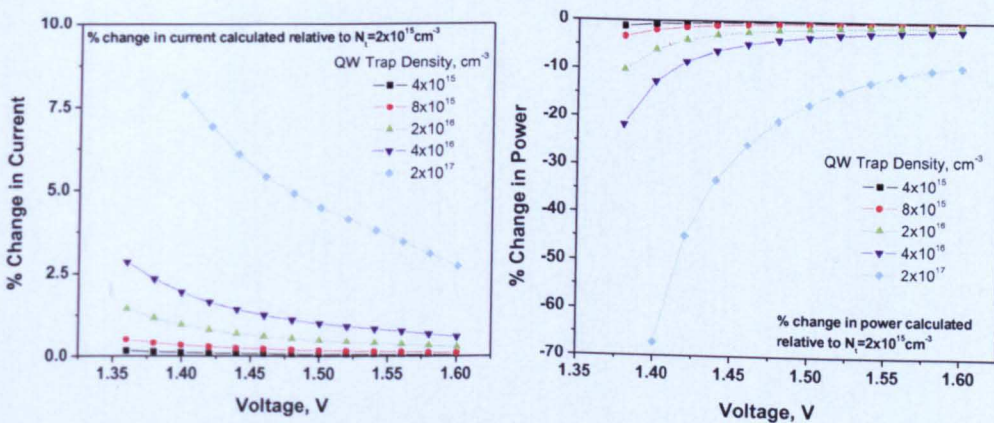 % change in current calculated relative to Nt=2x10^15cm^-3
QW Trap Density, cm^-3
4x10^15
8x10^15
2x10^16
4x10^16
2x10^17
10.0
7.5
5.0
2.5
0.0
% Change in Current
1.35
1.40
1.45
1.50
1.55
1.60
Voltage, V
0
-10
-20
-30
-40
-50
-60
-70
% Change in Power
QW Trap Density, cm^-3
4x10^15
8x10^15
2x10^16
4x10^16
2x10^17
% change in power calculated
relative to Nt=2x10^15cm^-3
1.35
1.40
1.45
1.50
1.55
1.60
Voltage, V